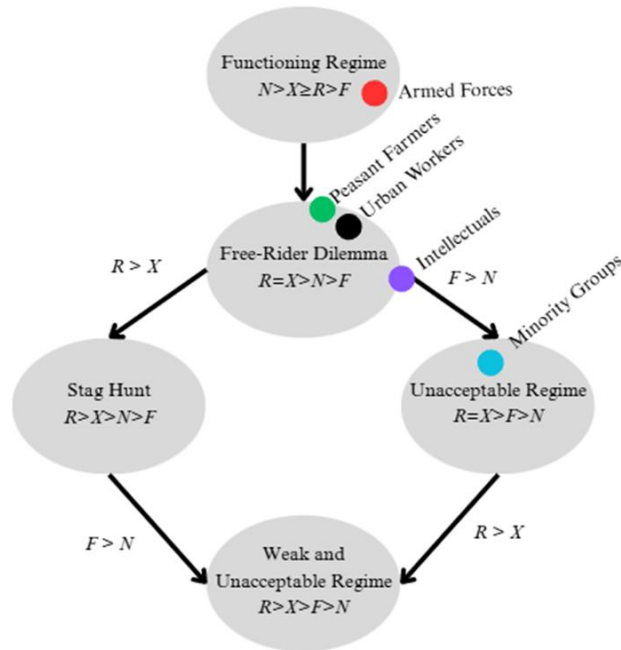 Functioning Regime
N>X≥R>F
Armed Forces
Peasant Farmers
Urban Workers
Free-Rider Dilemma
R=X>N>F
Intellectuals
R > X
F > N
Minority Groups
Stag Hunt
R>X>N>F
Unacceptable Regime
R=X>F>N
F > N
R > X
Weak and
Unacceptable Regime
R>X>F>N